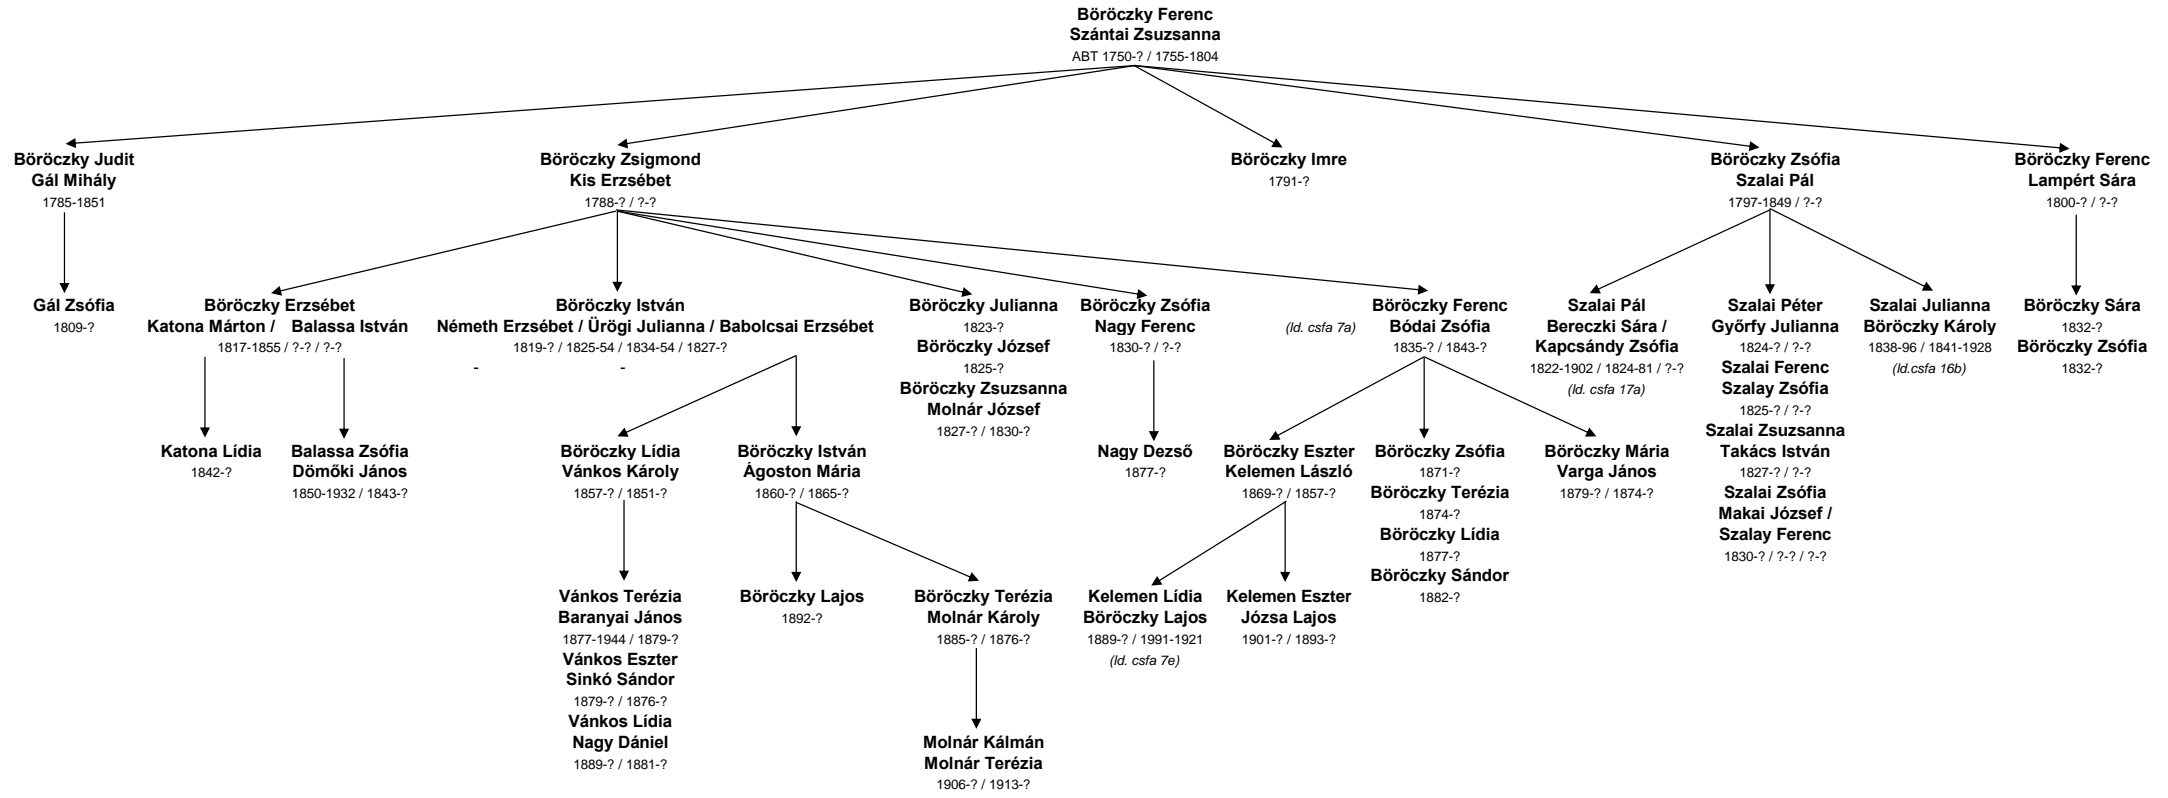 Böröczky Ferenc
Szántai Zsuzsanna
ABT 1750-? / 1755-1804
Böröczky Judit
Gál Mihály
1785-1851
Böröczky Zsigmond
Kis Erzsébet
1788-? / ?-?
Böröczky Imre
1791-?
Böröczky Zsófia
Szalai Pál
1797-1849 / ?-?
Böröczky Ferenc
Lampért Sára
1800-? / ?-?
Gál Zsófia
1809-?
Böröczky Erzsébet
Katona Márton / Balassa István
1817-1855 / ?-? / ?-?
Böröczky István
Németh Erzsébet / Ürögi Julianna / Babolcsai Erzsébet
1819-? / 1825-54 / 1834-54 / 1827-?
- -
Böröczky Julianna
1823-?
Böröczky József
1825-?
Böröczky Zsuzsanna
Molnár József
1827-? / 1830-?
Böröczky Zsófia
Nagy Ferenc
1830-? / ?-?
(ld. csfa 7a)
Böröczky Ferenc
Bódai Zsófia
1835-? / 1843-?
Szalai Pál
Bereczki Sára /
Kapcsándy Zsófia
1822-1902 / 1824-81 / ?-?
(ld. csfa 17a)
Szalai Péter
Győrfy Julianna
1824-? / ?-?
Szalai Ferenc
Szalay Zsófia
1825-? / ?-?
Szalai Zsuzsanna
Takács István
1827-? / ?-?
Szalai Zsófia
Makai József /
Szalay Ferenc
1830-? / ?-? / ?-?
Szalai Julianna
Böröczky Károly
1838-96 / 1841-1928
(ld.csfa 16b)
Böröczky Sára
1832-?
Böröczky Zsófia
1832-?
Katona Lídia
1842-?
Balassa Zsófia
Dömőki János
1850-1932 / 1843-?
Böröczky Lídia
Vánkos Károly
1857-? / 1851-?
Böröczky István
Ágoston Mária
1860-? / 1865-?
Nagy Dezső
1877-?
Böröczky Eszter
Kelemen László
1869-? / 1857-?
Böröczky Zsófia
1871-?
Böröczky Terézia
1874-?
Böröczky Lídia
1877-?
Böröczky Sándor
1882-?
Böröczky Mária
Varga János
1879-? / 1874-?
Vánkos Terézia
Baranyai János
1877-1944 / 1879-?
Vánkos Eszter
Sinkó Sándor
1879-? / 1876-?
Vánkos Lídia
Nagy Dániel
1889-? / 1881-?
Böröczky Lajos
1892-?
Böröczky Terézia
Molnár Károly
1885-? / 1876-?
Kelemen Lídia
Böröczky Lajos
1889-? / 1991-1921
(ld. csfa 7e)
Kelemen Eszter
Józsa Lajos
1901-? / 1893-?
Molnár Kálmán
Molnár Terézia
1906-? / 1913-?